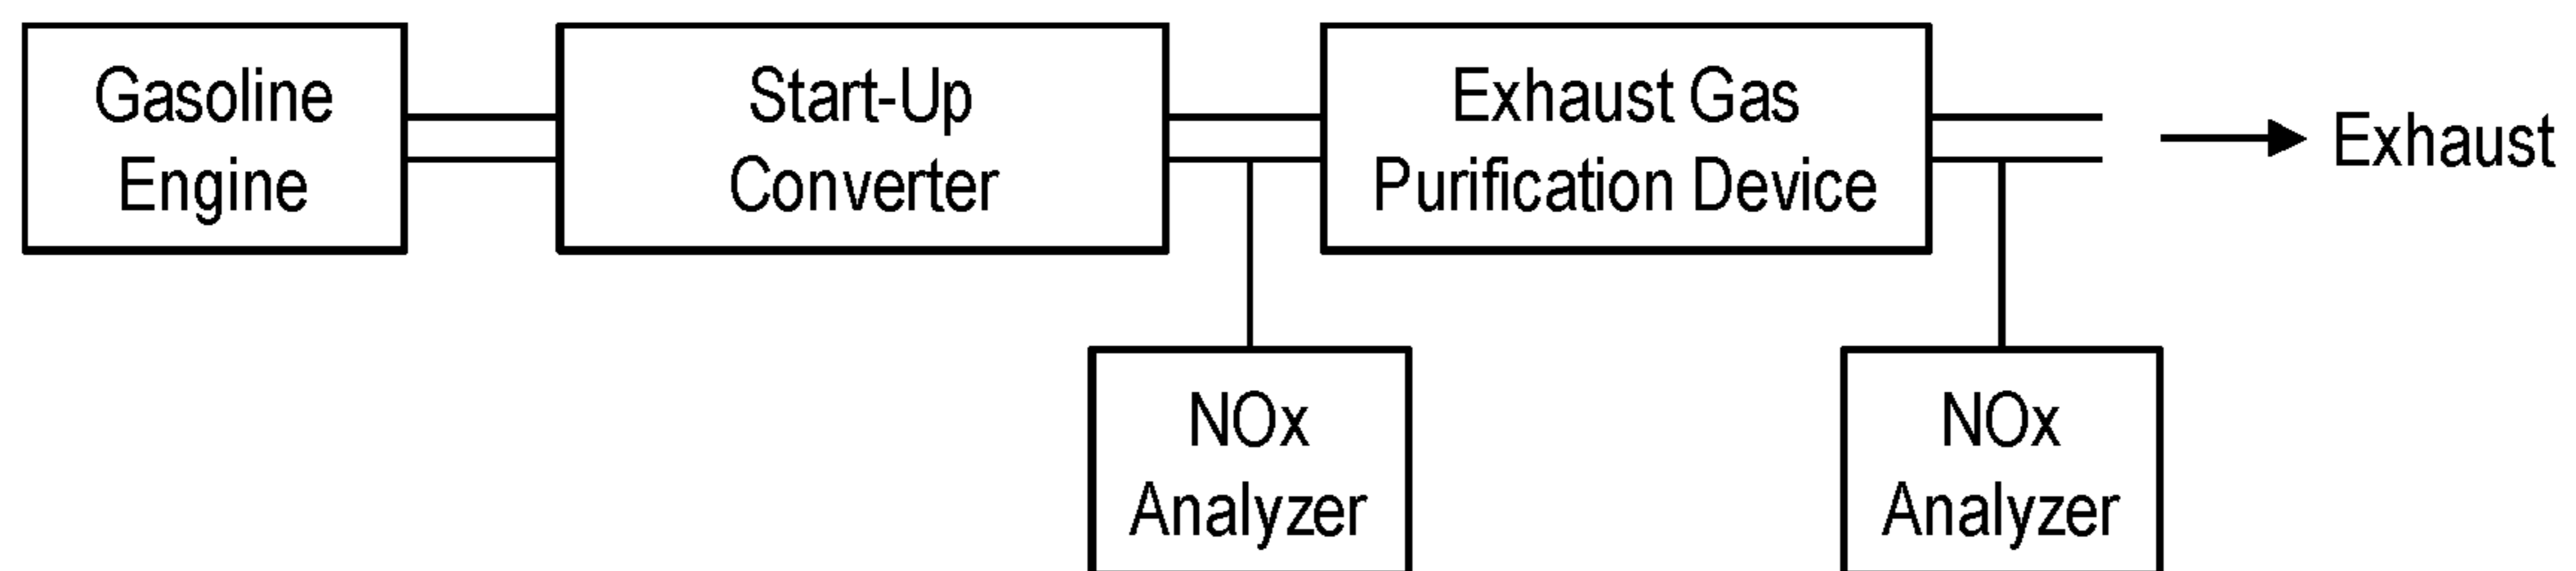 Gasoline
Engine
Start-Up
Converter
Exhaust Gas
Purification Device
Exhaust
NOx
Analyzer
NOx
Analyzer